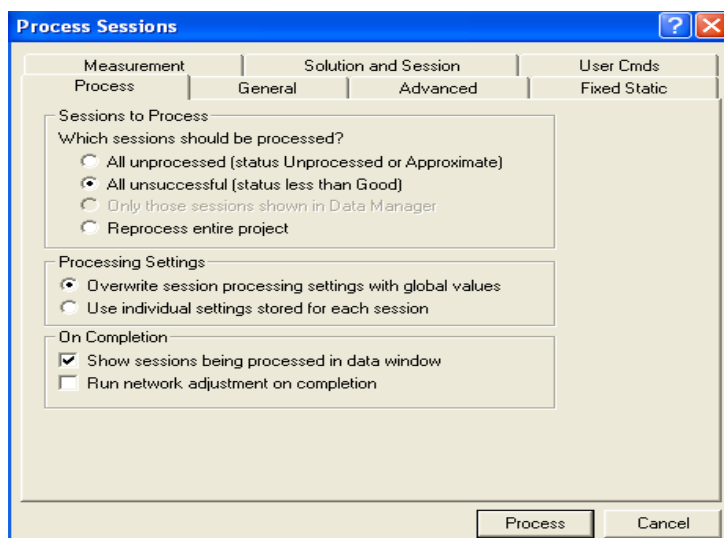 Process Sessions
Measurement Solution and Session User Cmds
Process General Advanced Fixed Static
Sessions to Process
Which sessions should be processed?
All unprocessed (status Unprocessed or Approximate)
All unsuccessful (status less than Good)
Only those sessions shown in Data Manager
Reprocess entire project
Processing Settings
Overwrite session processing settings with global values
Use individual settings stored for each session
On Completion
Show sessions being processed in data window
Run network adjustment on completion
Process Cancel